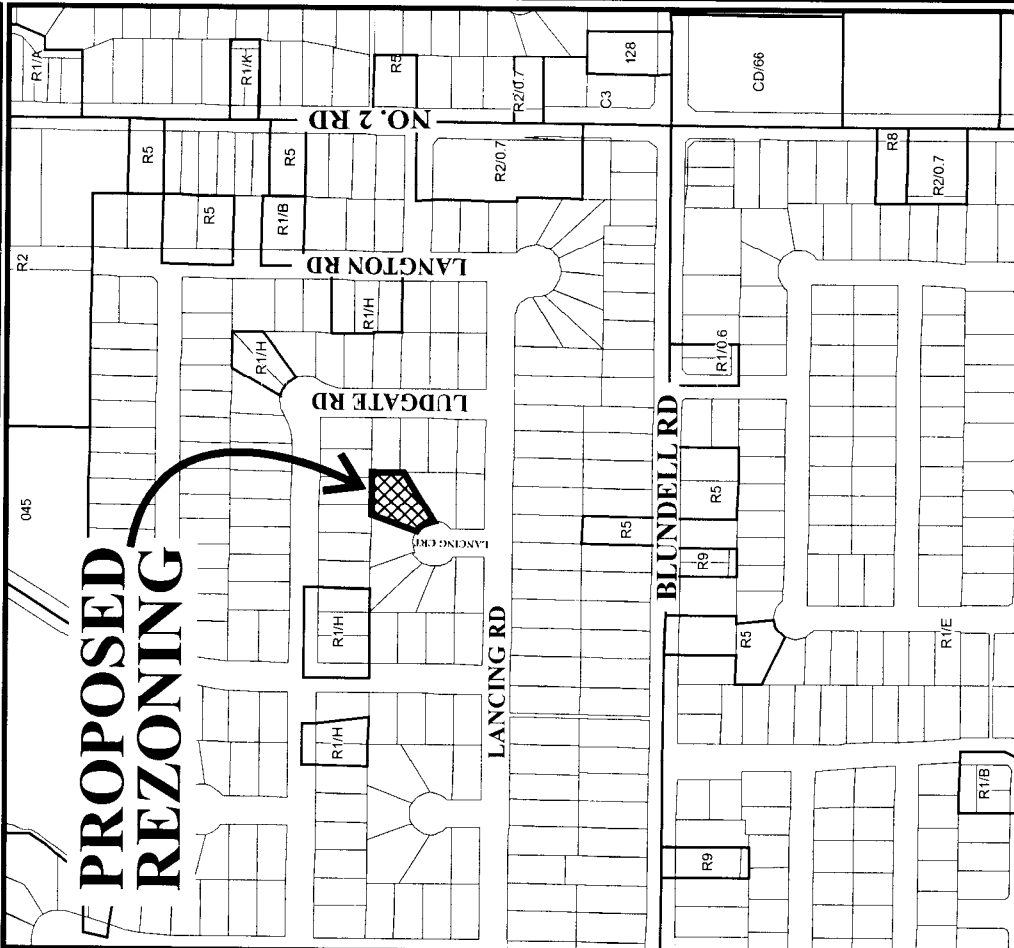 PROPOSED
REZONING
R1/A
R1/K
R5
R2/0.7
128
C3
CD/66
NO. 2 RD
R5
R5
R2/0.7
R8
R2/0.7
R2
R5
R1/B
LANGTON RD
R1/H
R1/H
LUDGATE RD
R1/0.6
045
LANCING CRT
R5
R5
BLUNDELL RD
R9
R1/H
LANCING RD
R5
R1/E
R1/H
R1/B
R9